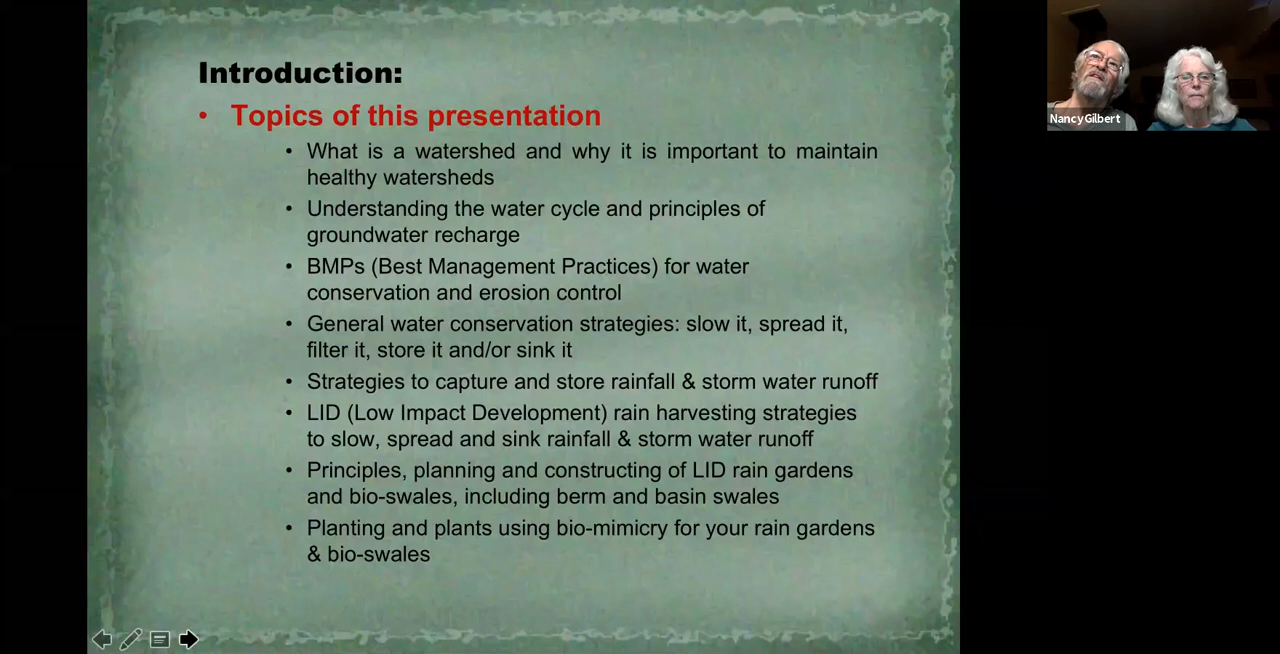 Introduction:
• Topics of this presentation
• What is a watershed and why it is important to maintain
healthy watersheds
• Understanding the water cycle and principles of
groundwater recharge
• BMPs (Best Management Practices) for water
conservation and erosion control
• General water conservation strategies: slow it, spread it,
filter it, store it and/or sink it
• Strategies to capture and store rainfall & storm water runoff
• LID (Low Impact Development) rain harvesting strategies
to slow, spread and sink rainfall & storm water runoff
• Principles, planning and constructing of LID rain gardens
and bio-swales, including berm and basin swales
• Planting and plants using bio-mimicry for your rain gardens
& bio-swales
NancyGilbert